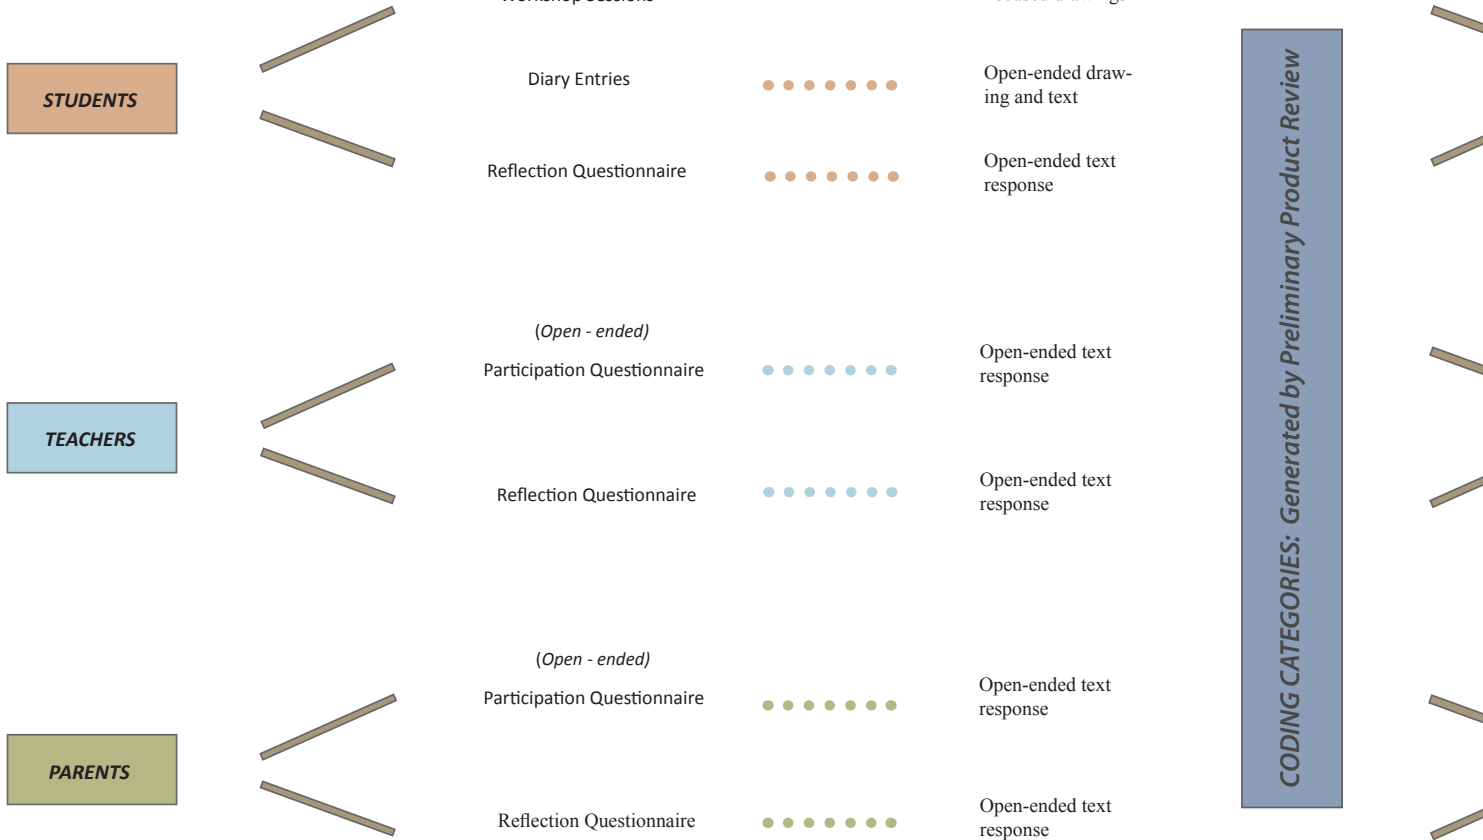 Workshop Sessions
STUDENTS
Diary Entries
Open-ended draw-
ing and text
Reflection Questionnaire
Open-ended text
response
(Open - ended)
Participation Questionnaire
Open-ended text
response
TEACHERS
Reflection Questionnaire
Open-ended text
response
(Open - ended)
Participation Questionnaire
Open-ended text
response
PARENTS
Reflection Questionnaire
Open-ended text
response
CODING CATEGORIES: Generated by Preliminary Product Review